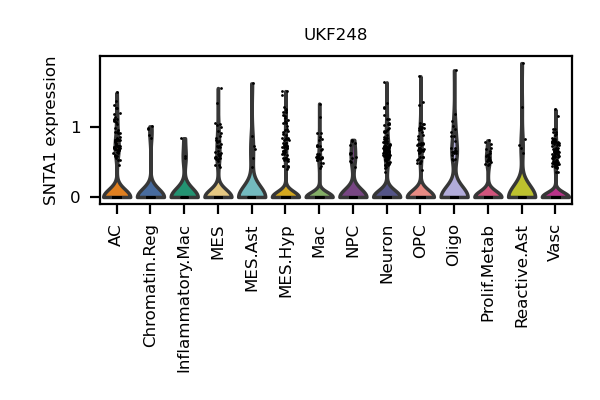 UKF248
SNTA1 expression
1
0
AC
Chromatin.Reg
Inflammatory.Mac
MES
MES.Ast
MES.Hyp
Mac
NPC
Neuron
OPC
Oligo
Prolif.Metab
Reactive.Ast
Vasc